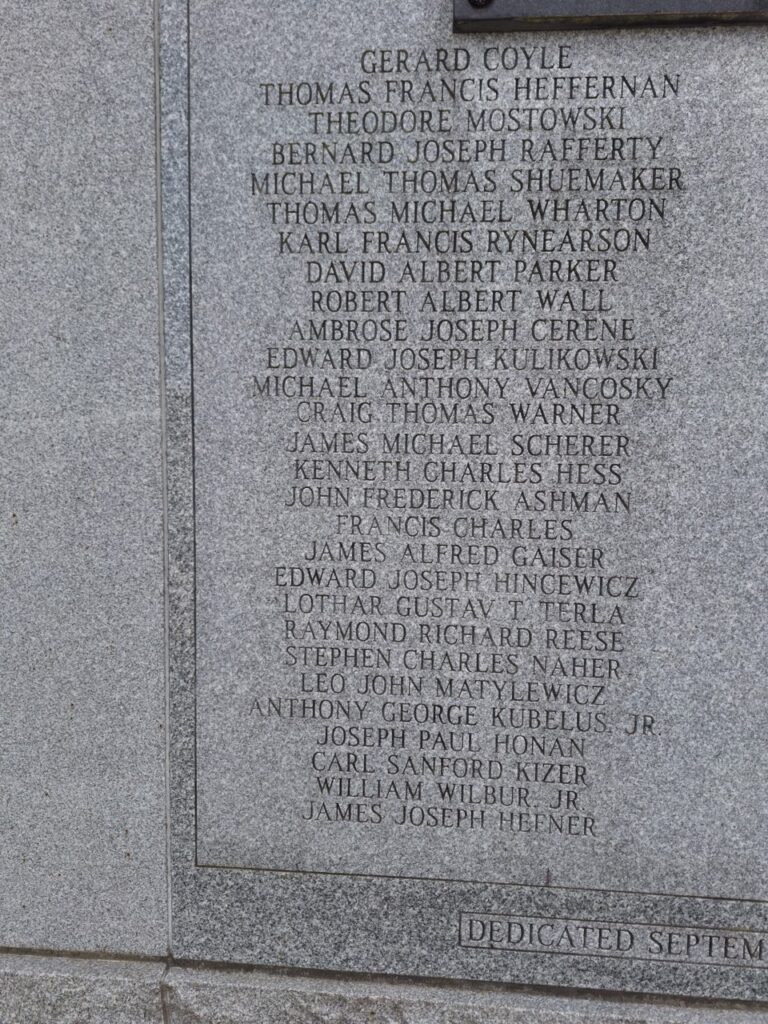 GERARD COYLE
THOMAS FRANCIS HEFFERNAN
THEODORE MOSTOWSKI
BERNARD JOSEPH RAFFERTY
MICHAEL THOMAS SHUEMAKER
THOMAS MICHAEL WHARTON
KARL FRANCIS RYNEARSON
DAVID ALBERT PARKER
ROBERT ALBERT WALL
AMBROSE JOSEPH CERENE
EDWARD JOSEPH KULIKOWSKI
MICHAEL ANTHONY VANCOSKY
CRAIG THOMAS WARNER
JAMES MICHAEL SCHERER
KENNETH CHARLES HESS
JOHN FREDERICK ASHMAN
FRANCIS CHARLES
JAMES ALFRED GAISER
EDWARD JOSEPH HINCEWICZ
LOTHAR GUSTAV T. TERLA
RAYMOND RICHARD REESE
STEPHEN CHARLES NAHER
LEO JOHN MATYLEWICZ
ANTHONY GEORGE KUBELUS, JR.
JOSEPH PAUL HONAN
CARL SANFORD KIZER
WILLIAM WILBUR, JR.
JAMES JOSEPH HEFNER
DEDICATED SEPTEM